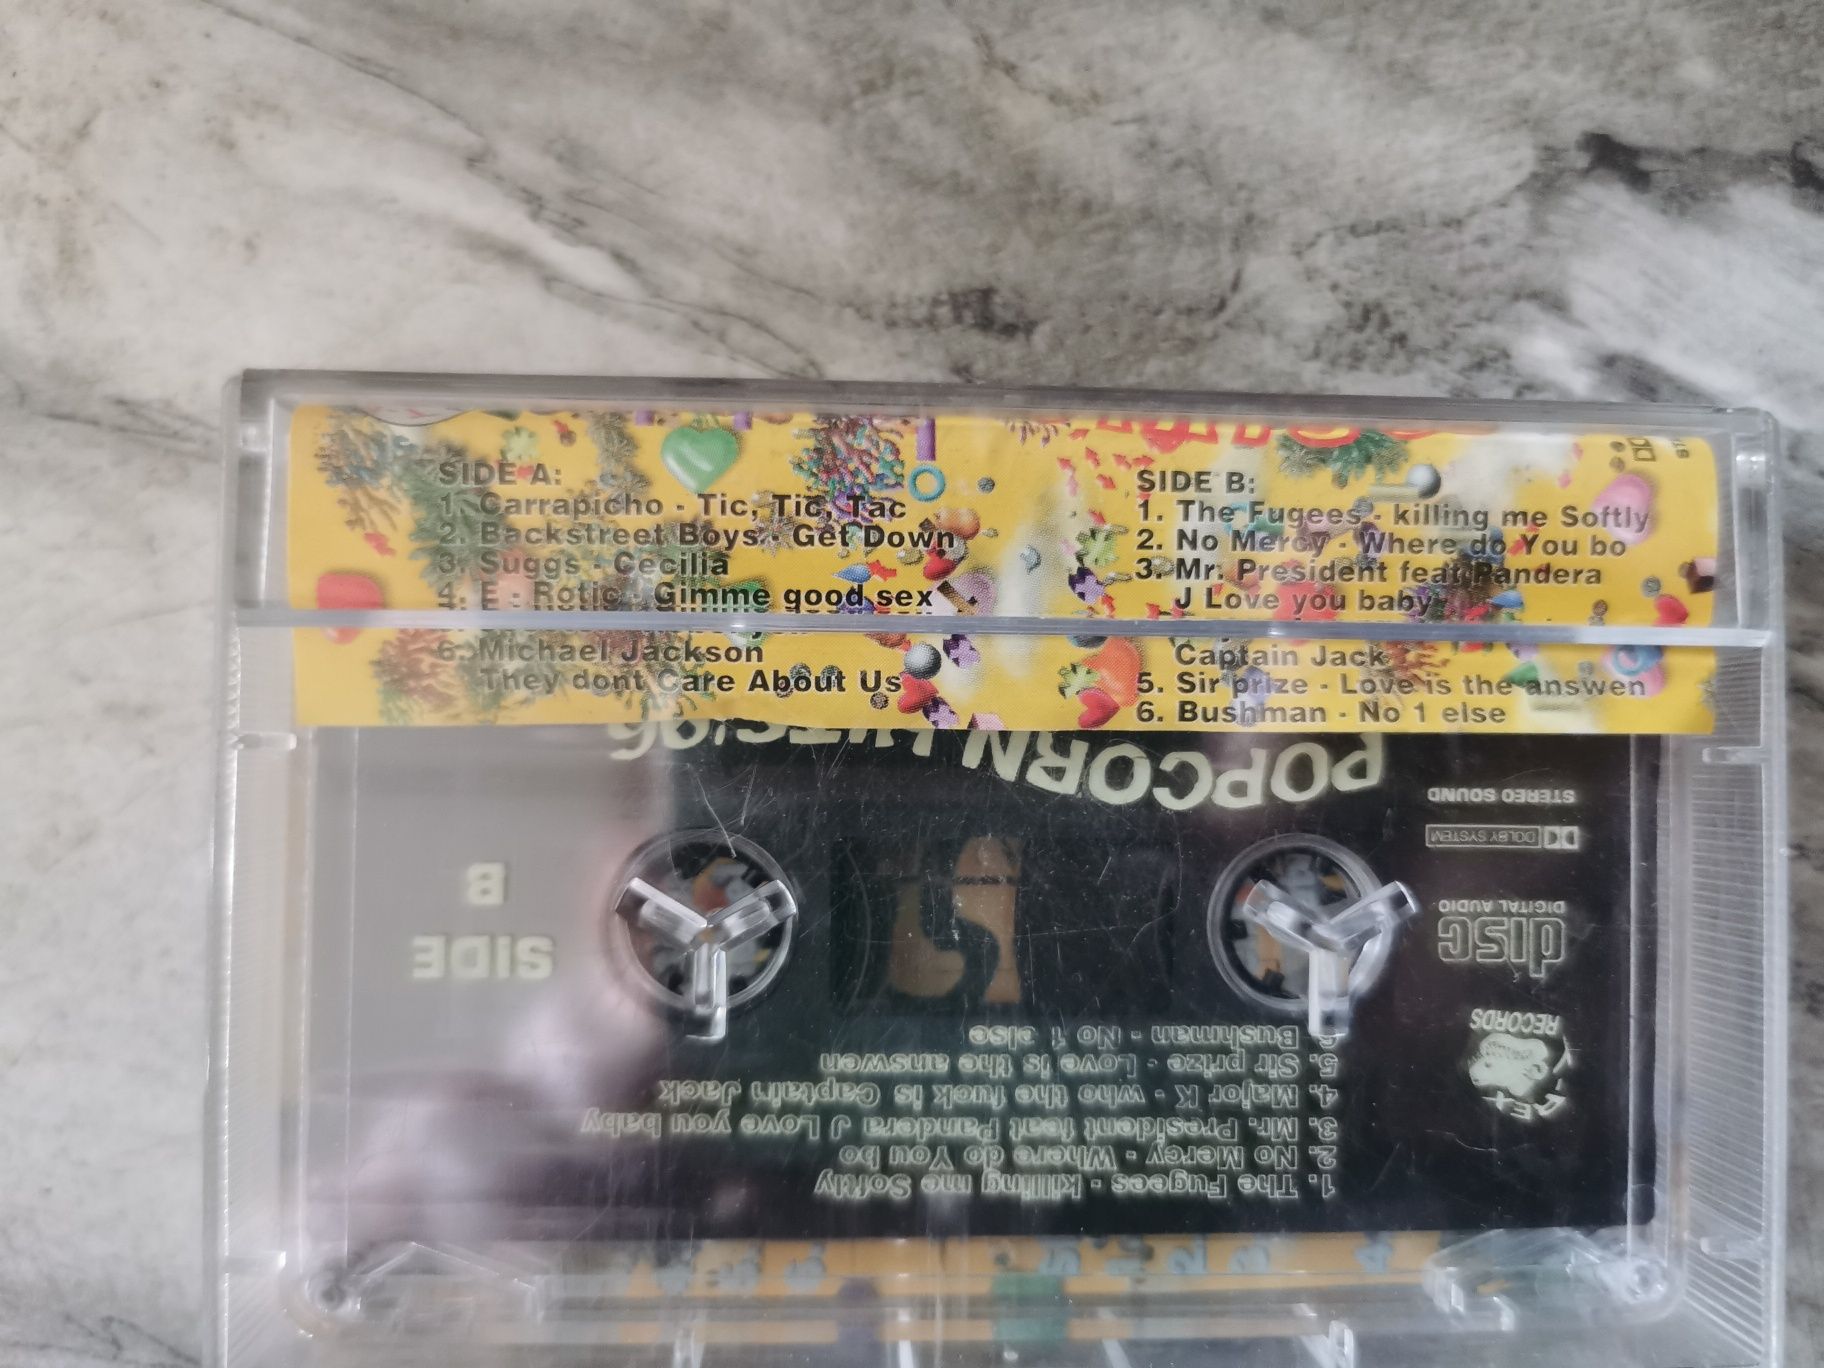 SIDE A:
1. Carrapicho - Tic, Tic, Tac
2. Backstreet Boys - Get Down
3. Suggs - Cecilia
4. E - Rotic - Gimme good sex
6. Michael Jackson
They dont Care About Us
SIDE B:
1. The Fugees - killing me Softly
2. No Mercy - Where do You bo
3. Mr. President feat Pandera
J Love you baby
Captain Jack
5. Sir prize - Love is the answen
6. Bushman - No 1 else
POPCORN HITS '96
STEREO SOUND
DOLBY SYSTEM
disc
DIGITAL AUDIO
RECORDS
SIDE
B
1. The Fugees - killing me Softly
2. No Mercy - Where do You bo
3. Mr. President feat Pandera J Love you baby
4. Major K - who the fuck is Captain Jack
5. Sir prize - Love is the answen
6. Bushman - No 1 else